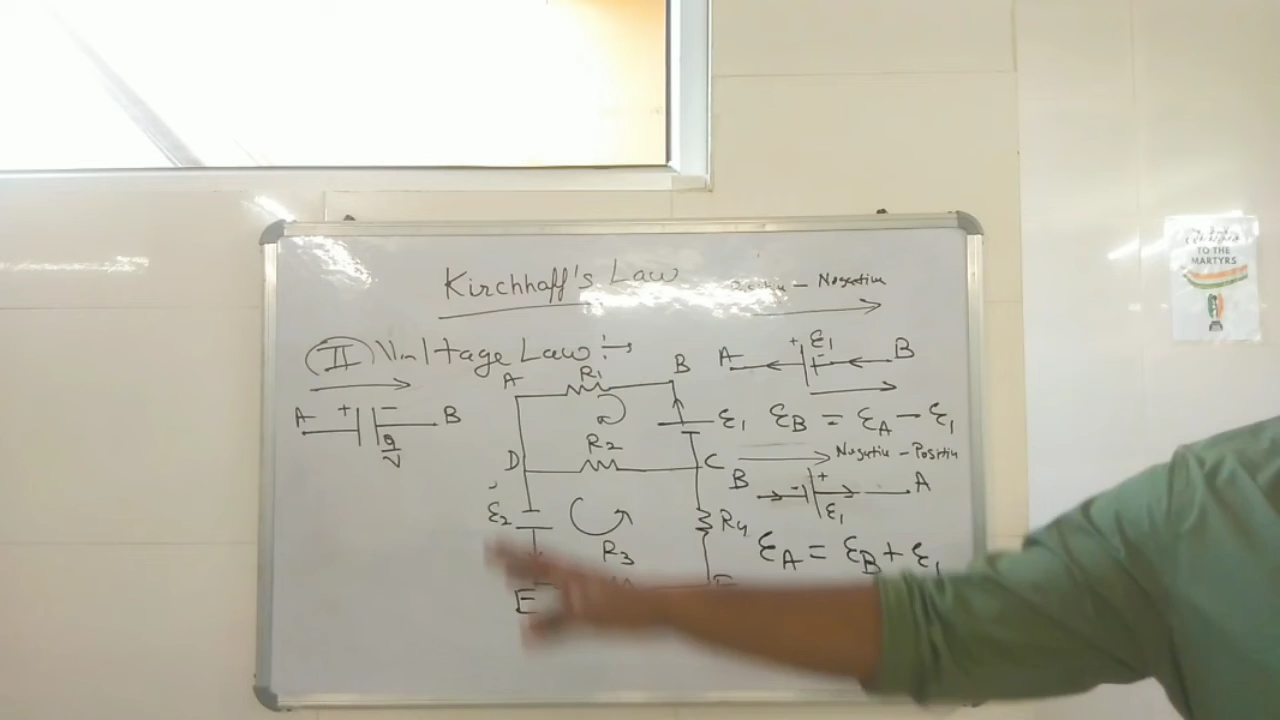 Kirchhoff's Law
- Negative
II Voltage Law :→
A + - B
A R1 B
R2
D C
ε1
ε2
R3
R4
E
A + ε1 - B
εB = εA - ε1
Negative - Positive
B - + A
ε1
εA = εB + ε1
TO THE
MARTYRS